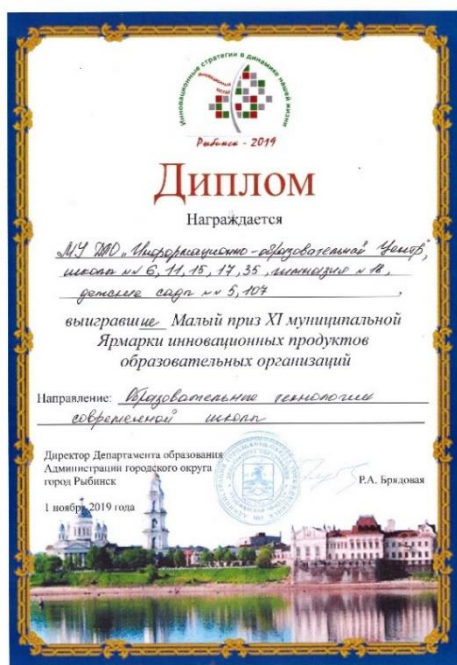 Инновационные стратегии в динамике нашей жизни
Рыбинск - 2019
Диплом
Награждается
МУ ДПО „Информационно-образовательный Центр“,
школы №№ 6, 11, 15, 17, 35, гимназия № 18,
детские сады №№ 5, 107,
выигравшие Малый приз XI муниципальной
Ярмарки инновационных продуктов
образовательных организаций
Направление: Образовательные технологии
современной школы
Директор Департамента образования
Администрации городского округа
город Рыбинск
Р.А. Брядовая
1 ноября 2019 года